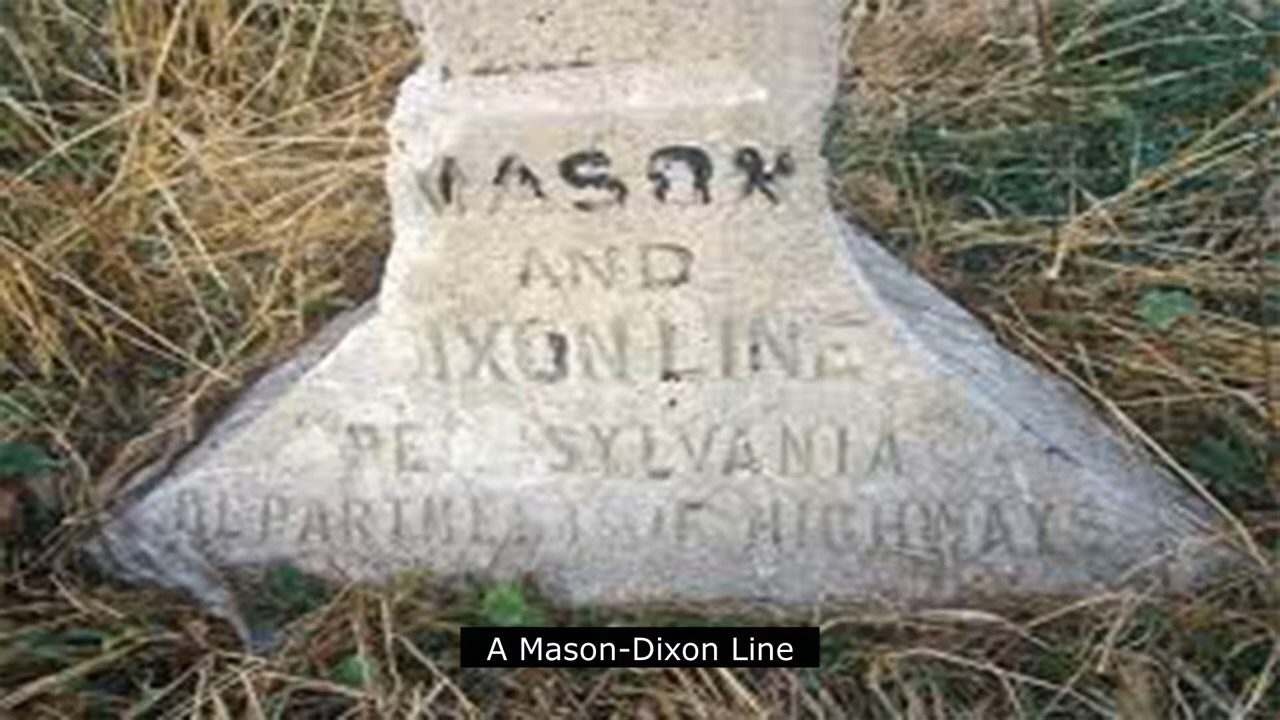 MASON
AND
DIXON LINE
PENNSYLVANIA
DEPARTMENT OF HIGHWAYS
A Mason-Dixon Line